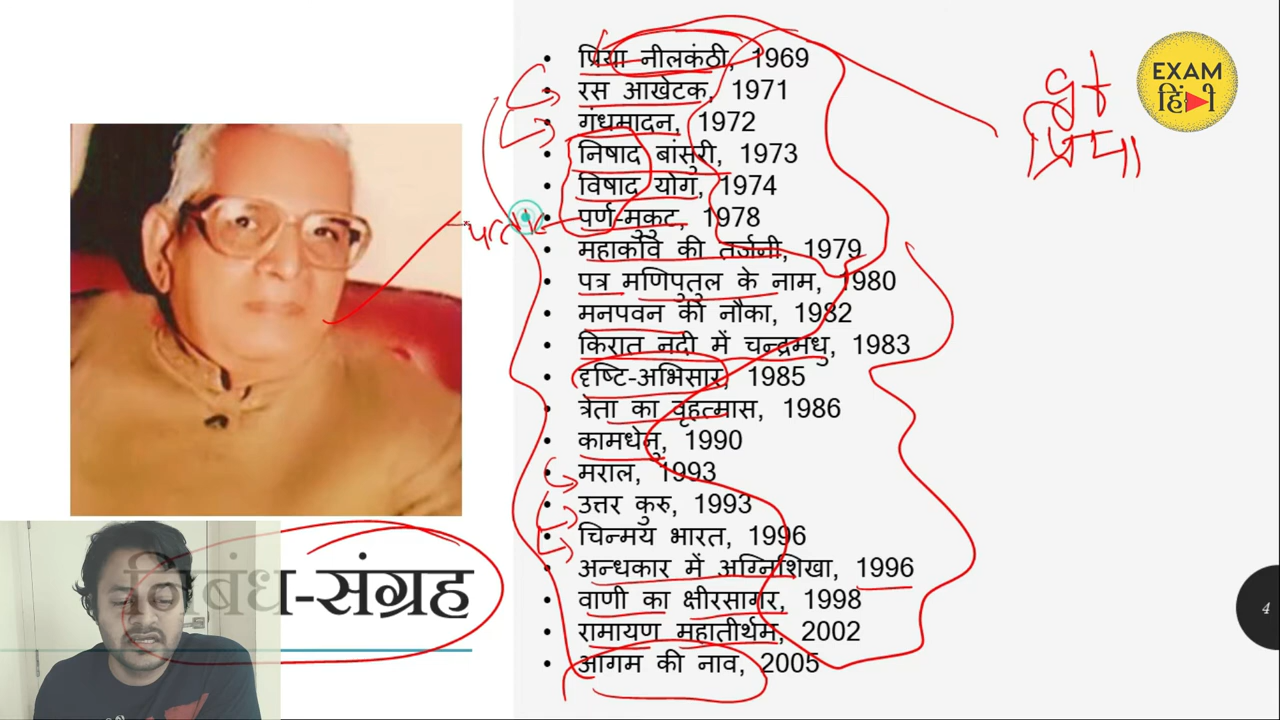 प्रिया नीलकंठी, 1969
रस आखेटक, 1971
गंधमादन, 1972
निषाद बांसुरी, 1973
विषाद योग, 1974
पर्ण-मुकुट, 1978
महाकवि की तर्जनी, 1979
पत्र मणिपुतुल के नाम, 1980
मनपवन की नौका, 1982
किरात नदी में चन्द्रमधु, 1983
दृष्टि-अभिसार, 1985
त्रेता का वृहत्साम, 1986
कामधेनु, 1990
मराल, 1993
उत्तर कुरु, 1993
चिन्मय भारत, 1996
अन्धकार में अग्निशिखा, 1996
वाणी का क्षीरसागर, 1998
रामायण महातीर्थम, 2002
आगम की नाव, 2005
निबंध-संग्रह
EXAM
हिंदी
4